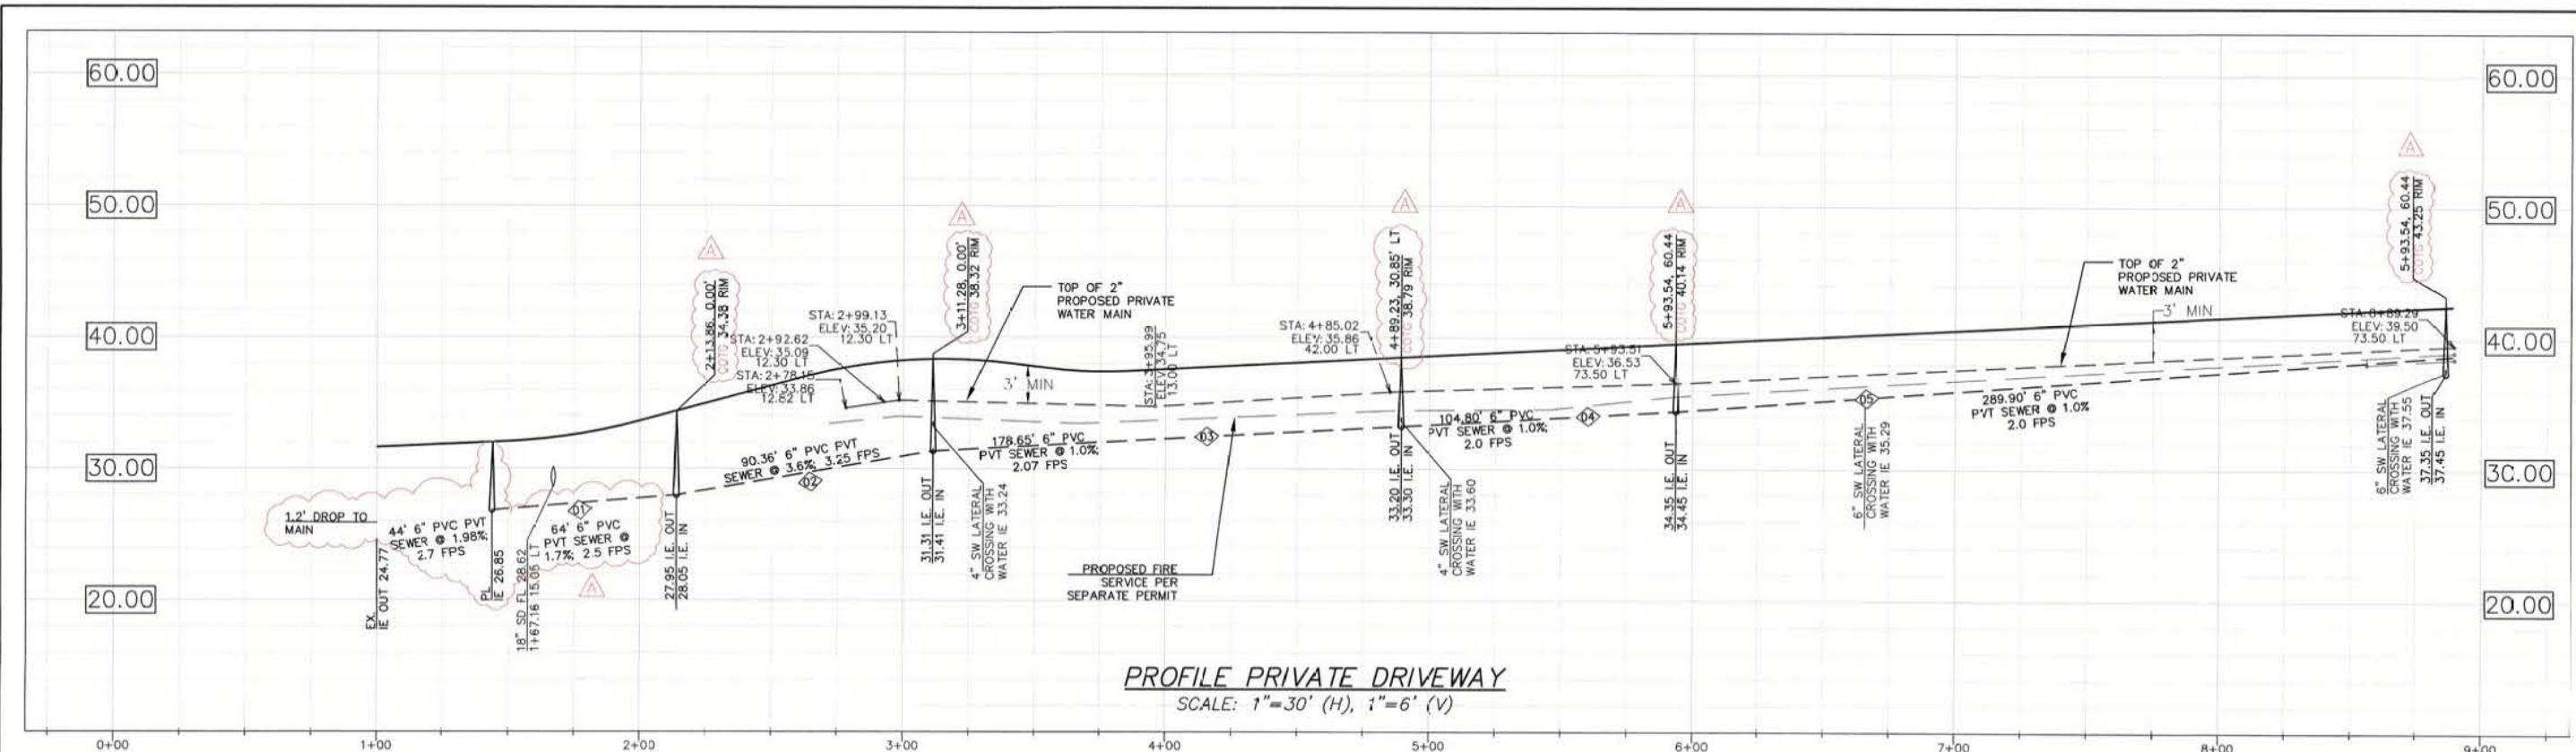 60.00
60.00
50.00
50.00
40.00
40.00
30.00
30.00
20.00
20.00
1.2' DROP TO
MAIN
EX.
IE OUT 24.77
44' 6" PVC PVT
SEWER @ 1.98%;
2.7 FPS
PL
IE 26.85
18" SD FL 28.62
1+67.16 15.06 LT
01
64' 6" PVC
PVT SEWER @
1.7%; 2.5 FPS
A
A
2+13.86, 0.00'
COTG 34.38 RIM
27.95 I.E. OUT
28.05 I.E. IN
90.36' 6" PVC PVT
SEWER @ 3.6%; 3.25 FPS
02
STA: 2+78.15
ELEV: 33.86
12.62 LT
STA: 2+92.62
ELEV: 35.09
12.30 LT
STA: 2+99.13
ELEV: 35.20
12.30 LT
A
3+11.28, 0.00'
COTG 38.32 RIM
31.31 I.E. OUT
31.41 I.E. IN
4" SW LATERAL
CROSSING WITH
WATER IE 33.24
TOP OF 2"
PROPOSED PRIVATE
WATER MAIN
3' MIN
178.65' 6" PVC
PVT SEWER @ 1.0%;
2.07 FPS
STA: 3+95.99
ELEV: 34.75
13.00 LT
03
PROPOSED FIRE
SERVICE PER
SEPARATE PERMIT
STA: 4+85.02
ELEV: 35.86
42.00 LT
A
4+89.23, 30.85' LT
COTG 38.79 RIM
33.20 I.E. OUT
33.30 I.E. IN
4" SW LATERAL
CROSSING WITH
WATER IE 33.60
104.80' 6" PVC
PVT SEWER @ 1.0%;
2.0 FPS
04
STA: 5+93.51
ELEV: 36.53
73.50 LT
A
5+93.54, 60.44
COTG 40.14 RIM
34.35 I.E. OUT
34.45 I.E. IN
05
6" SW LATERAL
CROSSING WITH
WATER IE 35.29
289.90' 6" PVC
PVT SEWER @ 1.0%
2.0 FPS
TOP OF 2"
PROPOSED PRIVATE
WATER MAIN
3' MIN
A
5+93.54, 60.44
COTG 43.25 RIM
STA: 8+89.29
ELEV: 39.50
73.50 LT
6" SW LATERAL
CROSSING WITH
WATER IE 37.55
37.35 I.E. OUT
37.45 I.E. IN
PROFILE PRIVATE DRIVEWAY
SCALE: 1"=30' (H), 1"=6' (V)
0+00 1+00 2+00 3+00 4+00 5+00 6+00 7+00 8+00 9+00